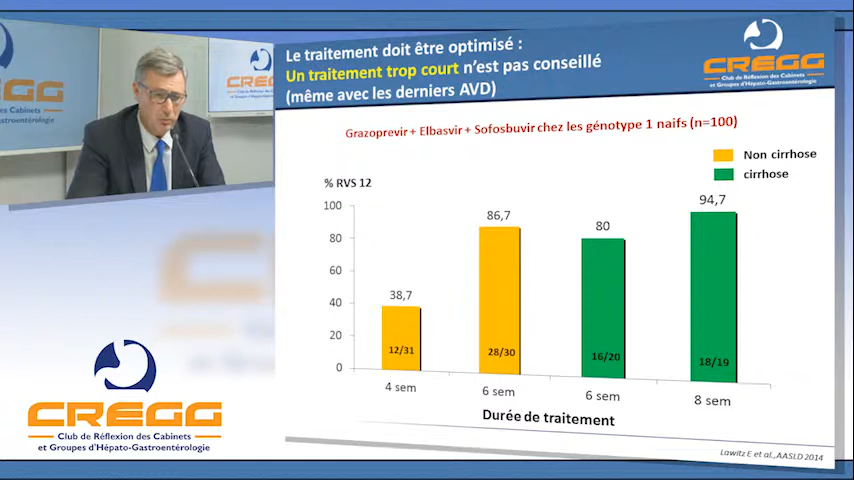 Le traitement doit être optimisé :
Un traitement trop court n'est pas conseillé
(même avec les derniers AVD)
CREGG
Club de Réflexion des Cabinets
et Groupes d'Hépato-Gastroentérologie
Grazoprevir + Elbasvir + Sofosbuvir chez les génotype 1 naifs (n=100)
Non cirrhose
cirrhose
% RVS 12
100
80
60
40
20
0
38,7
86,7
80
94,7
12/31
28/30
16/20
18/19
4 sem
6 sem
6 sem
8 sem
Durée de traitement
Lawitz E et al., AASLD 2014
CREGG
Club de Réflexion des Cabinets
et Groupes d'Hépato-Gastroentérologie